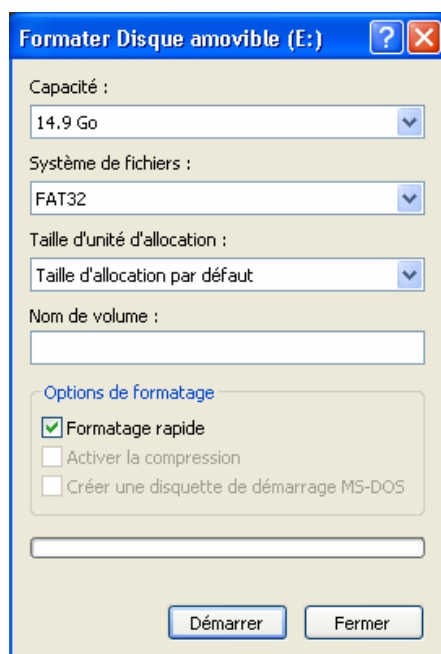 Formater Disque amovible (E:)
Capacité :
14.9 Go
Système de fichiers :
FAT32
Taille d'unité d'allocation :
Taille d'allocation par défaut
Nom de volume :
Options de formatage
Formatage rapide
Activer la compression
Créer une disquette de démarrage MS-DOS
Démarrer
Fermer